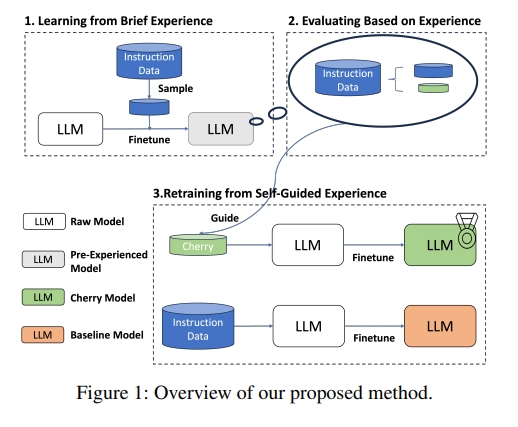 1. Learning from Brief Experience
Instruction
Data
Sample
LLM
Finetune
LLM
2. Evaluating Based on Experience
Instruction
Data
3.Retraining from Self-Guided Experience
Guide
Cherry
LLM
Finetune
LLM
Instruction
Data
LLM
Finetune
LLM
LLM Raw Model
LLM Pre-Experienced
Model
LLM Cherry Model
LLM Baseline Model
Figure 1: Overview of our proposed method.